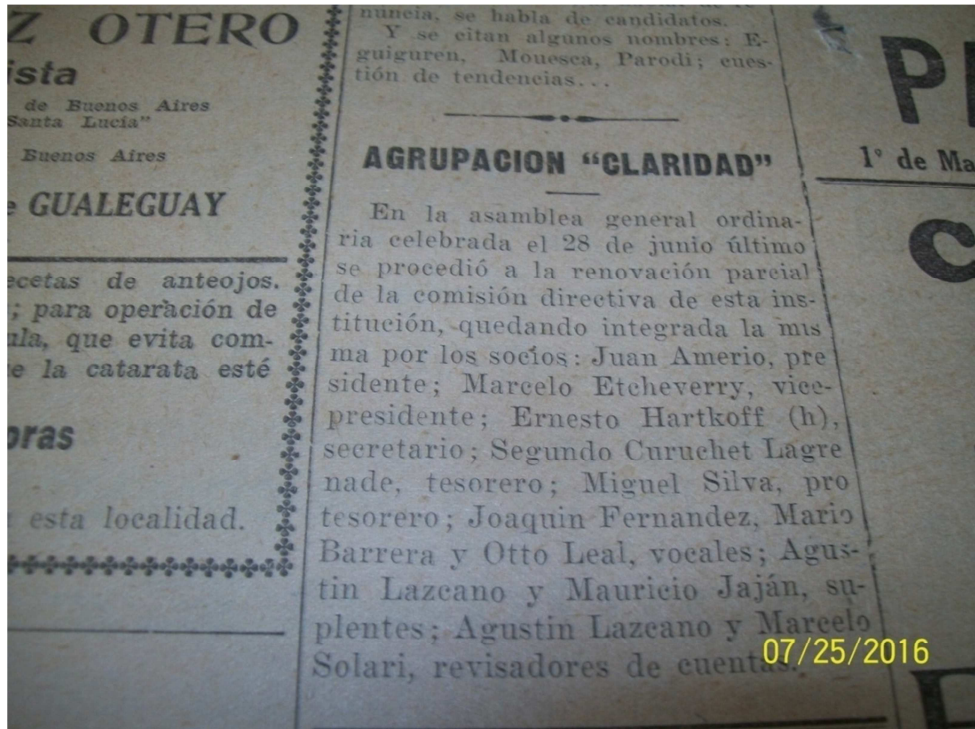 Z OTERO
ista
de Buenos Aires
Santa Lucía"
Buenos Aires
GUALEGUAY
ecetas de anteojos.
; para operación de
ula, que evita com-
e la catarata esté
oras
esta localidad.
nuncia, se habla de candidatos.
Y se citan algunos nombres: E-
guiguren, Mouesca, Parodi; cues-
tión de tendencias...
AGRUPACION "CLARIDAD"
En la asamblea general ordina-
ria celebrada el 28 de junio último
se procedió a la renovación parcial
de la comisión directiva de esta ins-
titución, quedando integrada la mis
ma por los socios: Juan Amerio, pre
sidente; Marcelo Etcheverry, vice-
presidente; Ernesto Hartkoff (h),
secretario; Segundo Curuchet Lagre
nade, tesorero; Miguel Silva, pro
tesorero; Joaquin Fernandez, Mario
Barrera y Otto Leal, vocales; Agus-
tin Lazcano y Mauricio Jaján, su-
plentes; Agustin Lazcano y Marcelo
Solari, revisadores de cuentas.
P
1º de Ma
C
07/25/2016